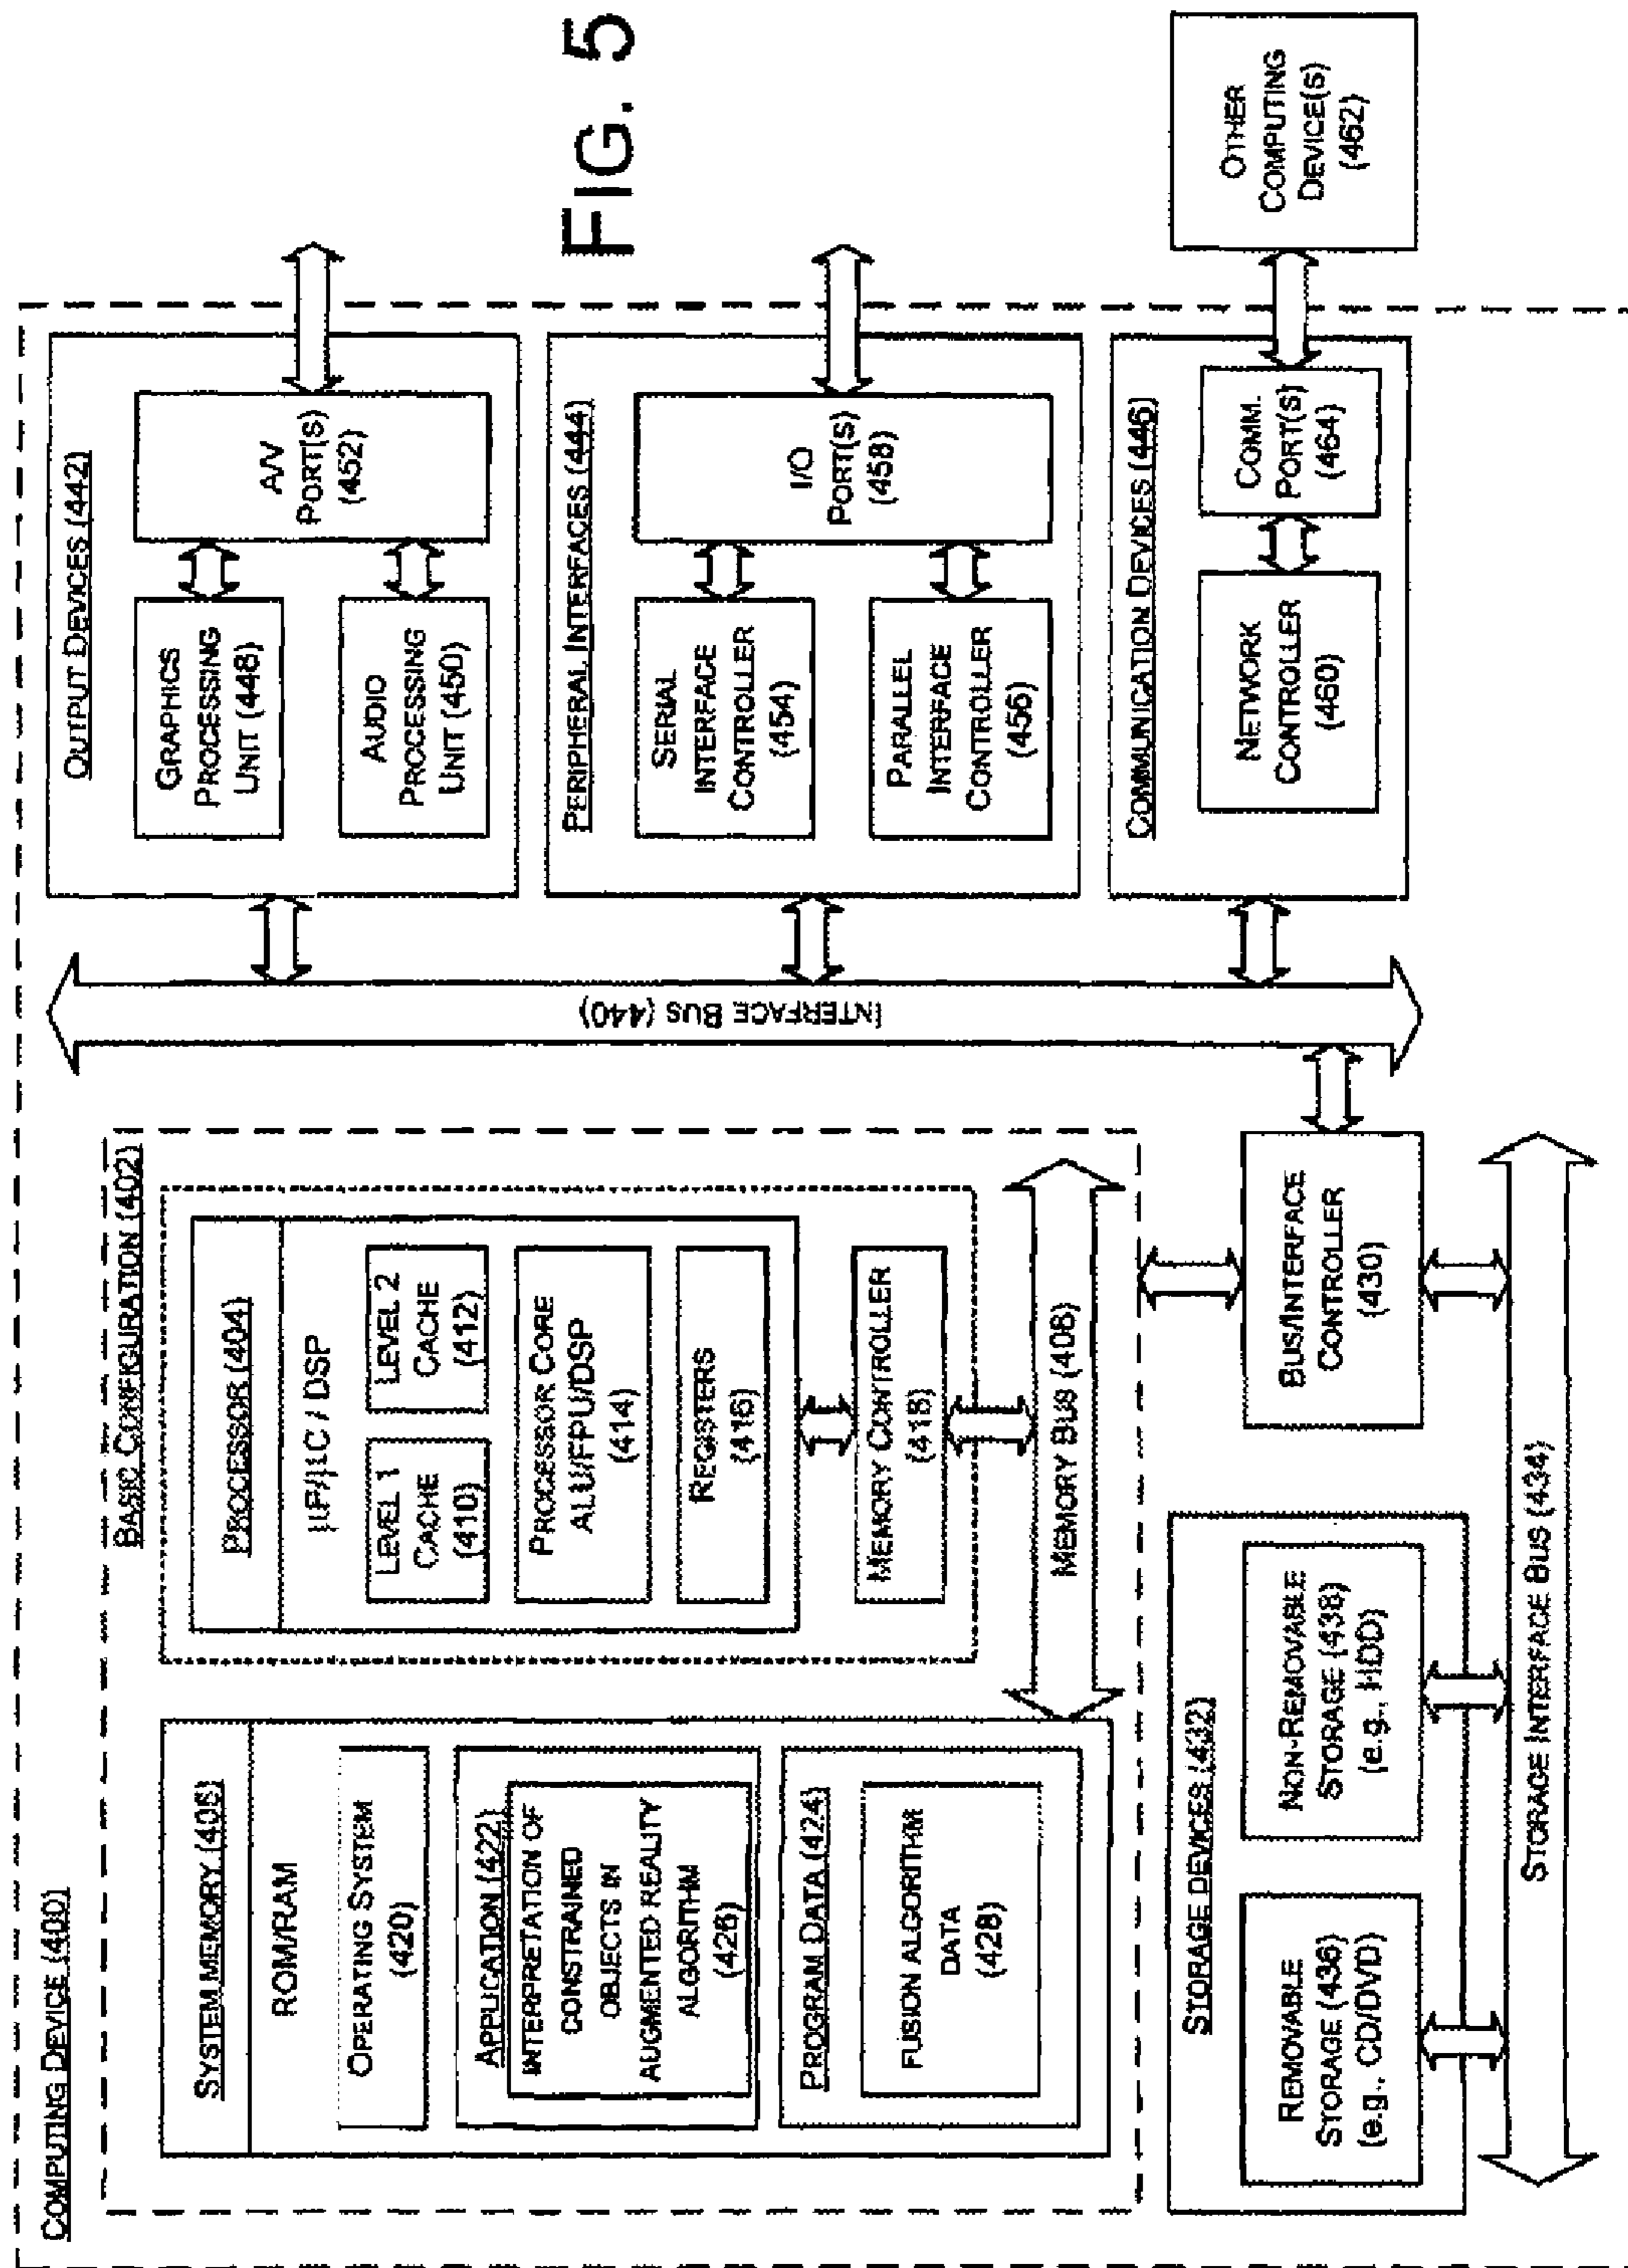 COMPUTING DEVICE (400)
BASIC CONFIGURATION (402)
SYSTEM MEMORY (406)
ROM/RAM
OPERATING SYSTEM
(420)
APPLICATION (422)
INTERPRETATION OF
CONSTRAINED
OBJECTS IN
AUGMENTED REALITY
ALGORITHM
(426)
PROGRAM DATA (424)
FUSION ALGORITHM
DATA
(428)
PROCESSOR (404)
µP/µC / DSP
LEVEL 1
CACHE
(410)
LEVEL 2
CACHE
(412)
PROCESSOR CORE
ALU/FPU/DSP
(414)
REGISTERS
(416)
MEMORY CONTROLLER
(418)
MEMORY BUS (408)
STORAGE DEVICES (432)
REMOVABLE
STORAGE (436)
(e.g., CD/DVD)
NON-REMOVABLE
STORAGE (438)
(e.g., HDD)
BUS/INTERFACE
CONTROLLER
(430)
STORAGE INTERFACE BUS (434)
INTERFACE BUS (440)
OUTPUT DEVICES (442)
GRAPHICS
PROCESSING
UNIT (448)
AUDIO
PROCESSING
UNIT (450)
A/V
PORT(S)
(452)
PERIPHERAL INTERFACES (444)
SERIAL
INTERFACE
CONTROLLER
(454)
PARALLEL
INTERFACE
CONTROLLER
(456)
I/O
PORT(S)
(458)
COMMUNICATION DEVICES (446)
NETWORK
CONTROLLER
(460)
COMM.
PORT(S)
(464)
OTHER
COMPUTING
DEVICE(S)
(462)
FIG. 5